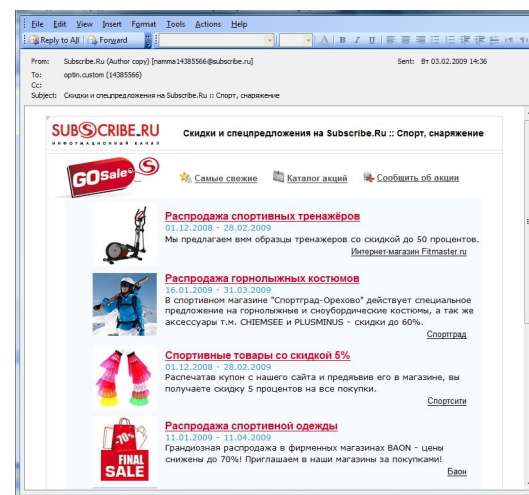 File Edit View Insert Format Tools Actions Help
Reply to All Forward A B I U
From: Subscribe.Ru (Author copy) [namma14385566@subscribe.ru] Sent: Вт 03.02.2009 14:36
To: optin.custom (14385566)
Cc:
Subject: Скидки и спецпредложения на Subscribe.Ru :: Спорт, снаряжение
SUBSCRIBE.RU
ИНФОРМАЦИОННЫЙ КАНАЛ
Скидки и спецпредложения на Subscribe.Ru :: Спорт, снаряжение
GOSale S
Самые свежие Каталог акций Сообщить об акции
Распродажа спортивных тренажёров
01.12.2008 - 28.02.2009
Мы предлагаем вмм образцы тренажеров со скидкой до 50 процентов.
Интернет-магазин Fitmaster.ru
Распродажа горнолыжных костюмов
16.01.2009 - 31.03.2009
В спортивном магазине "Спортград-Орехово" действует специальное
предложение на горнолыжные и сноубордические костюмы, а так же
аксессуары т.м. CHIEMSEE и PLUSMINUS - скидки до 60%.
Спортград
Спортивные товары со скидкой 5%
01.12.2008 - 28.02.2009
Распечатав купон с нашего сайта и предъявив его в магазине, вы
получаете скидку 5 процентов на все покупки.
Спортсити
Распродажа спортивной одежды
11.01.2009 - 11.04.2009
Грандиозная распродажа в фирменных магазинах BAON - цены
снижены до 70%! Приглашаем в наши магазины за покупками!
Баон
-70%
FINAL
SALE